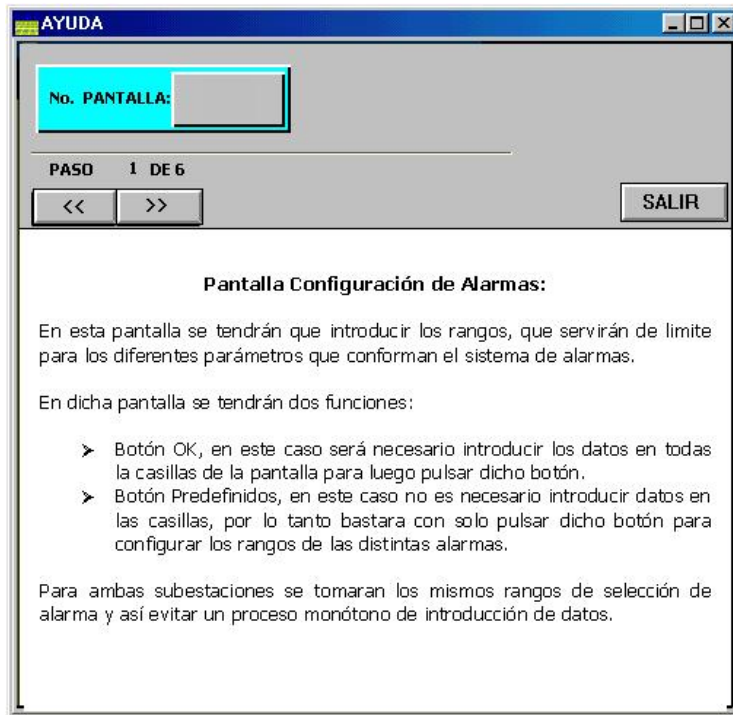 AYUDA
No. PANTALLA:
PASO 1 DE 6
<< >>
SALIR
Pantalla Configuración de Alarmas:
En esta pantalla se tendrán que introducir los rangos, que servirán de limite
para los diferentes parámetros que conforman el sistema de alarmas.
En dicha pantalla se tendrán dos funciones:
➢ Botón OK, en este caso será necesario introducir los datos en todas
la casillas de la pantalla para luego pulsar dicho botón.
➢ Botón Predefinidos, en este caso no es necesario introducir datos en
las casillas, por lo tanto bastara con solo pulsar dicho botón para
configurar los rangos de las distintas alarmas.
Para ambas subestaciones se tomaran los mismos rangos de selección de
alarma y así evitar un proceso monótono de introducción de datos.